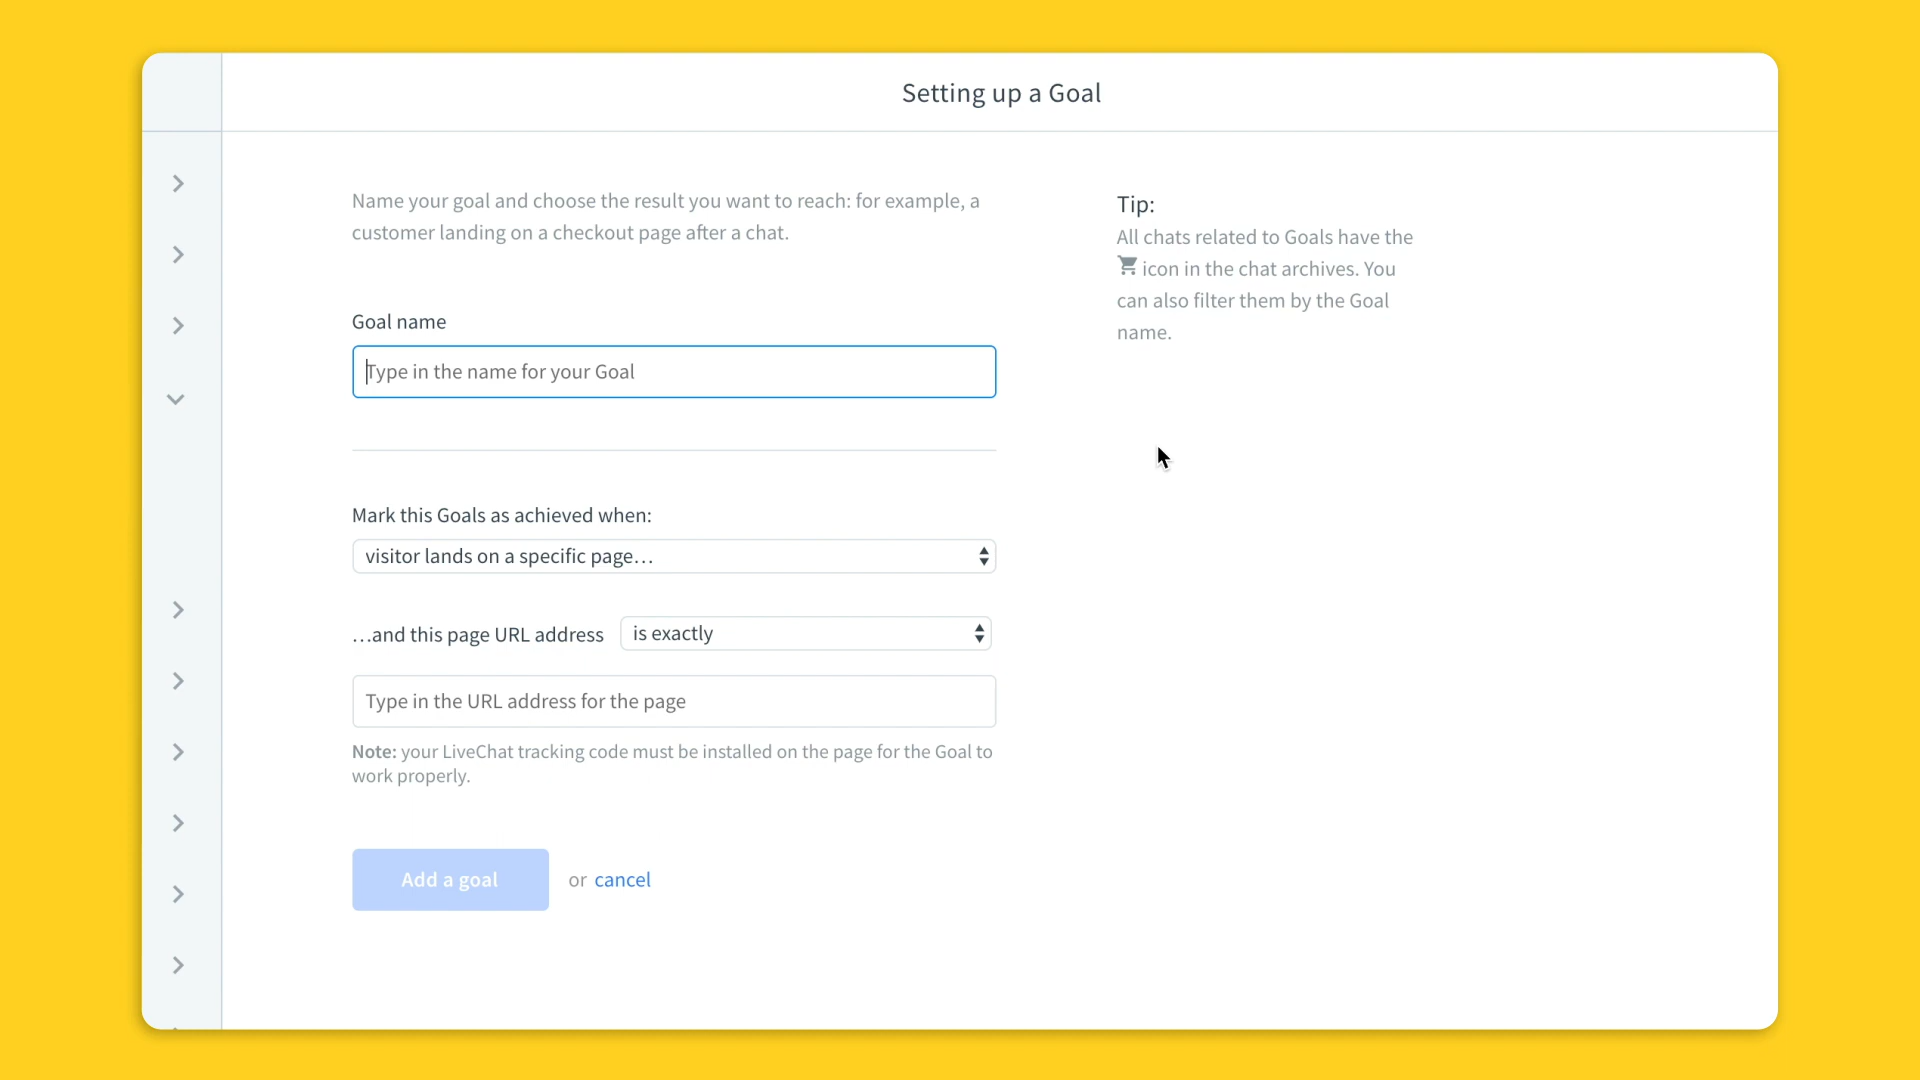 Setting up a Goal
Name your goal and choose the result you want to reach: for example, a
customer landing on a checkout page after a chat.
Goal name
Type in the name for your Goal
Mark this Goals as achieved when:
visitor lands on a specific page…
…and this page URL address
is exactly
Type in the URL address for the page
Note: your LiveChat tracking code must be installed on the page for the Goal to
work properly.
Add a goal
or cancel
Tip:
All chats related to Goals have the
icon in the chat archives. You
can also filter them by the Goal
name.